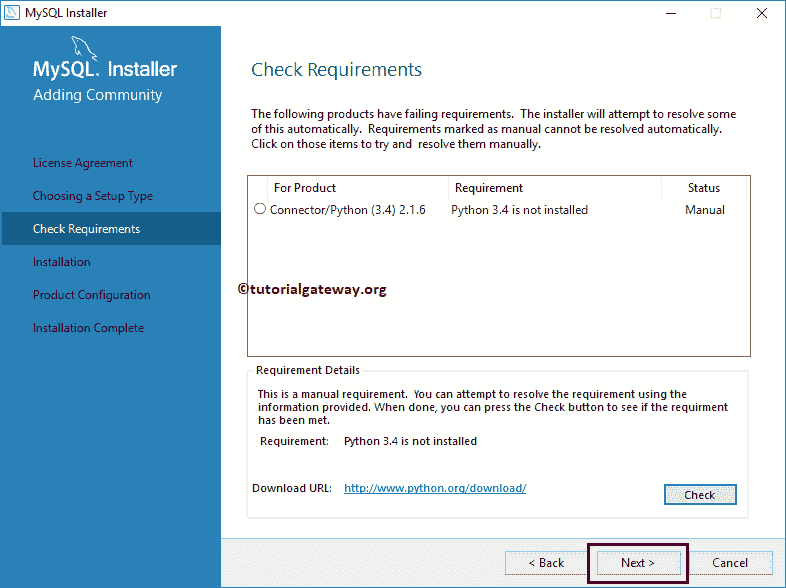 MySQL Installer
MySQL. Installer
Adding Community
License Agreement
Choosing a Setup Type
Check Requirements
Installation
Product Configuration
Installation Complete
Check Requirements
The following products have failing requirements. The installer will attempt to resolve some
of this automatically. Requirements marked as manual cannot be resolved automatically.
Click on those items to try and resolve them manually.
For Product Requirement Status
Connector/Python (3.4) 2.1.6 Python 3.4 is not installed Manual
©tutorialgateway.org
Requirement Details
This is a manual requirement. You can attempt to resolve the requirement using the
information provided. When done, you can press the Check button to see if the requirment
has been met.
Requirement: Python 3.4 is not installed
Download URL: http://www.python.org/download/
Check
< Back Next > Cancel